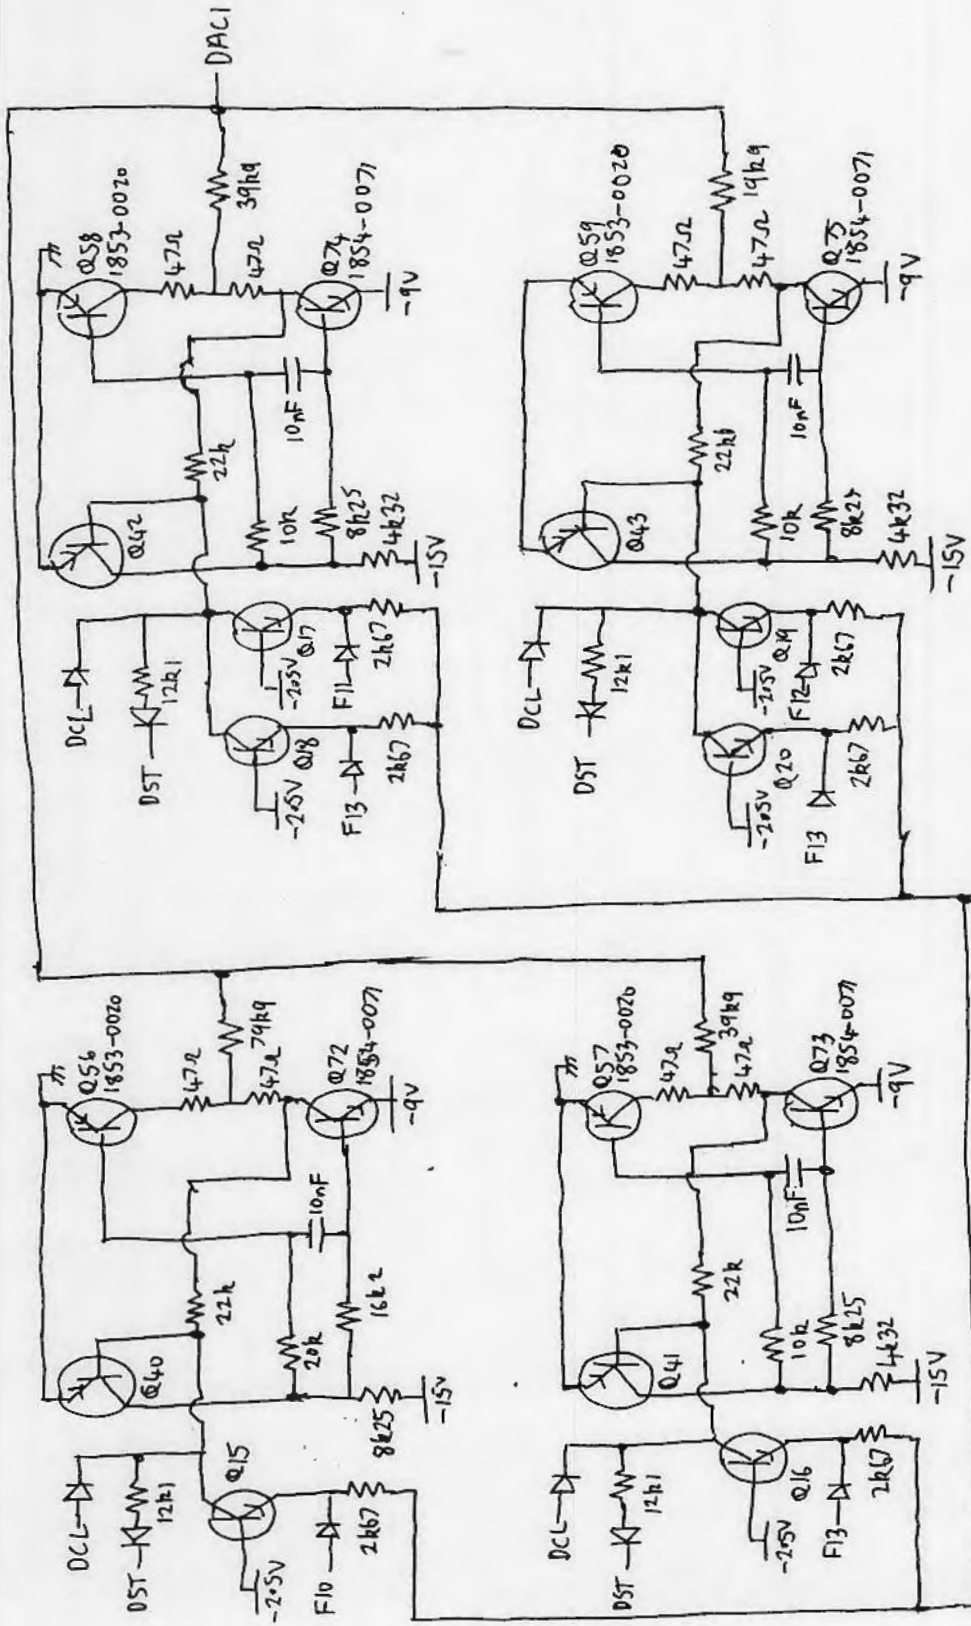 DAC1
Q58
1853-0020
47Ω
39k9
47Ω
Q74
1854-0071
-9V
10nF
22k
Q42
10k
8k25
4k32
-15V
DCL
DST
12k1
Q17
-2.5V
F11
2k67
Q18
-2.5V
F13
2k67
Q59
1853-0020
47Ω
19k9
47Ω
Q75
1854-0071
-9V
10nF
22k6
Q43
10k
8k25
4k32
-15V
DCL
DST
12k1
Q19
-2.5V
F12
2k67
Q20
-2.5V
F13
2k67
Q56
1853-0020
47Ω
79k9
47Ω
Q72
1854-0071
-9V
10nF
22k
Q40
20k
16k2
8k25
-15V
DCL
DST
12k1
Q15
-2.5V
F10
2k67
Q57
1853-0020
47Ω
39k9
47Ω
Q73
1854-0071
-9V
10nF
22k
Q41
10k
8k25
4k32
-15V
DCL
DST
12k1
Q16
-2.5V
F13
2k67